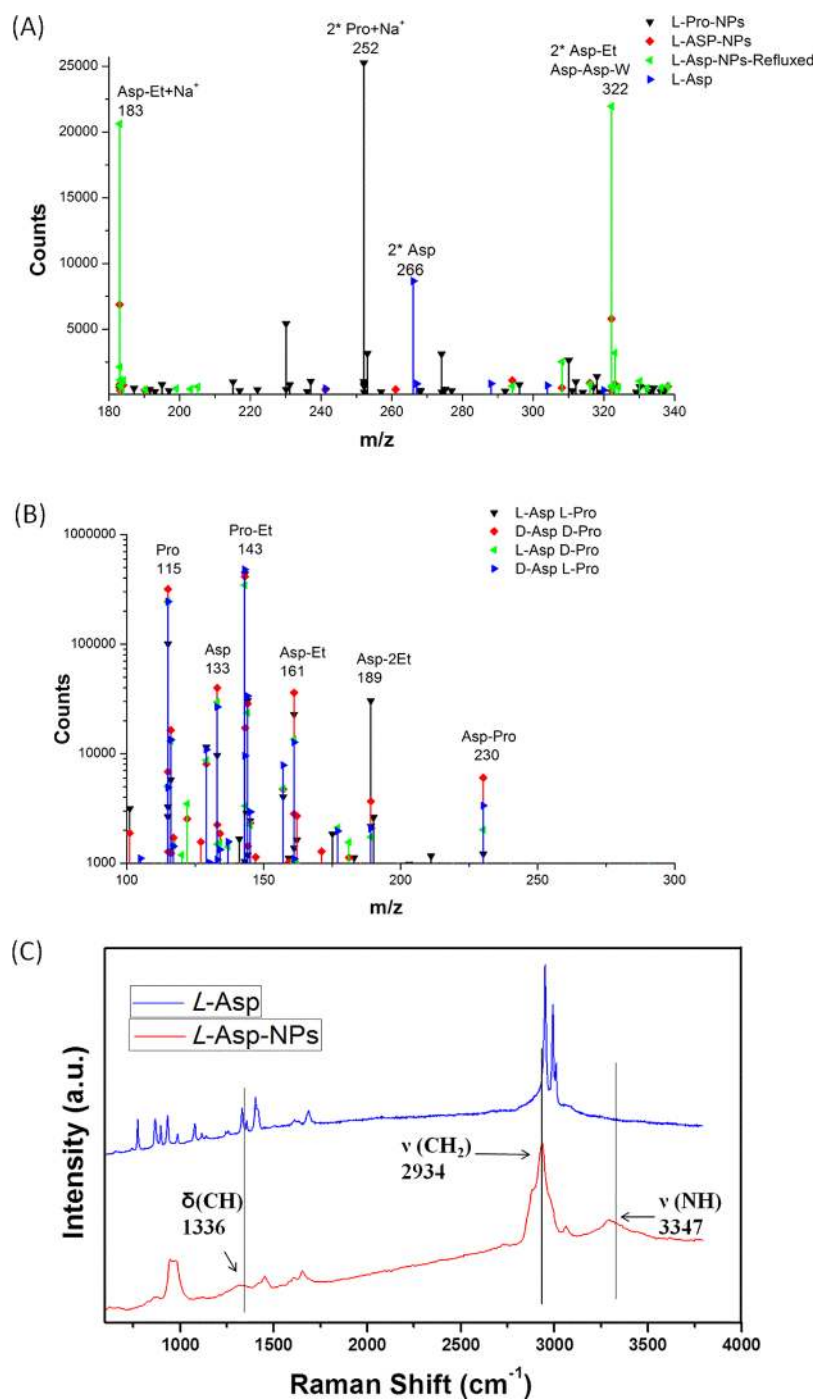 (A)
2* Pro+Na+
252
L-Pro-NPs
L-ASP-NPs
L-Asp-NPs-Refluxed
L-Asp
2* Asp-Et
Asp-Asp-W
322
Asp-Et+Na+
183
2* Asp
266
25000
20000
15000
10000
5000
Counts
180 200 220 240 260 280 300 320 340
m/z
(B)
L-Asp L-Pro
D-Asp D-Pro
L-Asp D-Pro
D-Asp L-Pro
Pro
115
Pro-Et
143
Asp
133
Asp-Et
161
Asp-2Et
189
Asp-Pro
230
1000000
100000
10000
1000
Counts
100 150 200 250 300
m/z
(C)
L-Asp
L-Asp-NPs
ν (CH2)
2934
δ(CH)
1336
ν (NH)
3347
Intensity (a.u.)
1000 1500 2000 2500 3000 3500 4000
Raman Shift (cm-1)